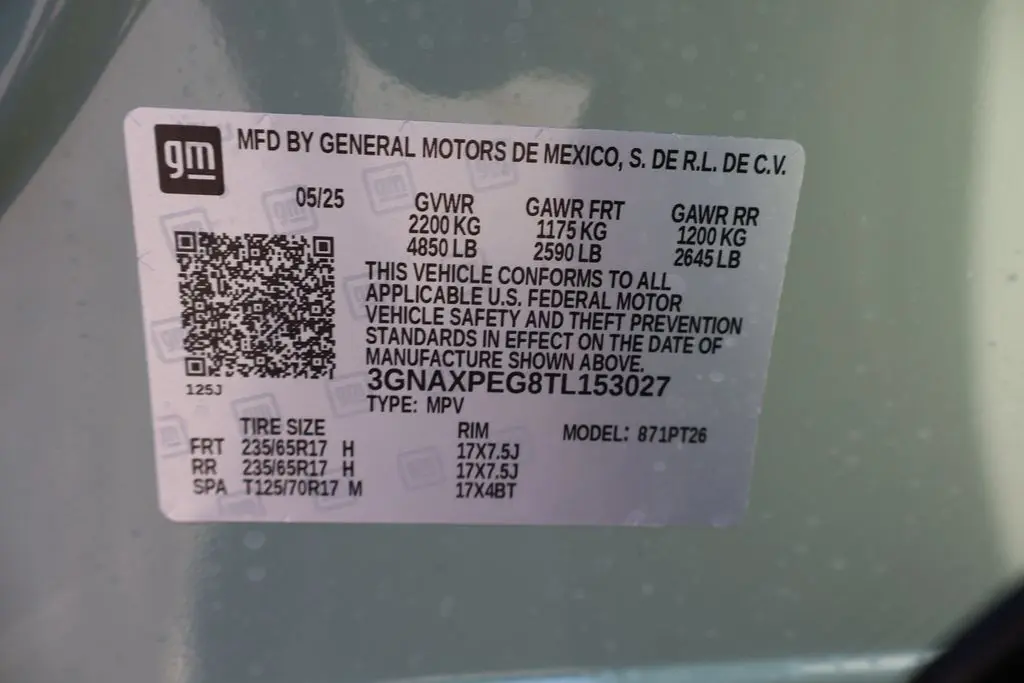 gm
MFD BY GENERAL MOTORS DE MEXICO, S. DE R.L. DE C.V.
05/25
GVWR GAWR FRT GAWR RR
2200 KG 1175 KG 1200 KG
4850 LB 2590 LB 2645 LB
THIS VEHICLE CONFORMS TO ALL
APPLICABLE U.S. FEDERAL MOTOR
VEHICLE SAFETY AND THEFT PREVENTION
STANDARDS IN EFFECT ON THE DATE OF
MANUFACTURE SHOWN ABOVE.
3GNAXPEG8TL153027
125J
TYPE: MPV
TIRE SIZE RIM MODEL: 871PT26
FRT 235/65R17 H 17X7.5J
RR 235/65R17 H 17X7.5J
SPA T125/70R17 M 17X4BT